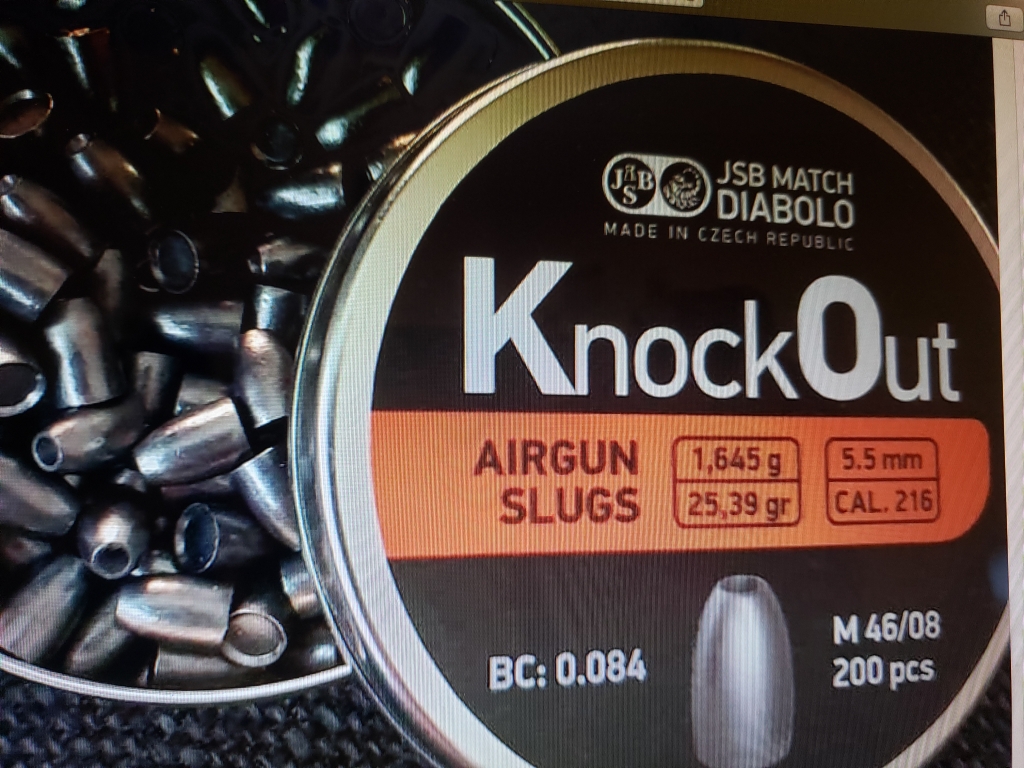 JSB
JSB MATCH
DIABOLO
MADE IN CZECH REPUBLIC
KnockOut
AIRGUN
SLUGS
1,645 g
25,39 gr
5.5 mm
CAL. 216
BC: 0.084
M 46/08
200 pcs